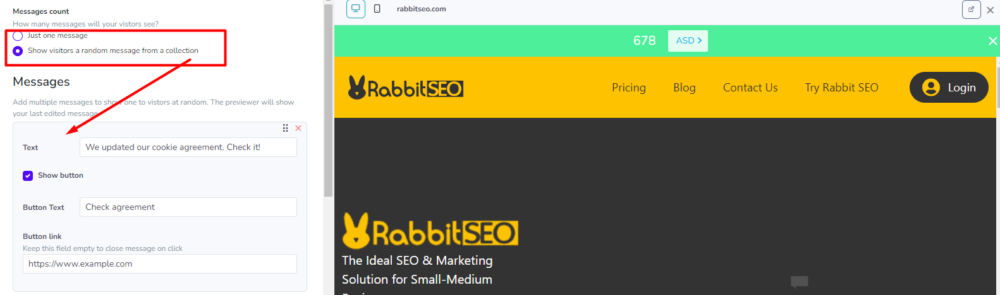 Messages count
How many messages will your vistors see?
Just one message
Show visitors a random message from a collection
Messages
Add multiple messages to show one to vistors at random. The previewer will show
your last edited message
Text
We updated our cookie agreement. Check it!
Show button
Button Text
Check agreement
Button link
Keep this field empty to close message on click
https://www.example.com
rabbitseo.com
678
ASD
RabbitSEO
Pricing
Blog
Contact Us
Try Rabbit SEO
Login
RabbitSEO
The Ideal SEO & Marketing
Solution for Small-Medium